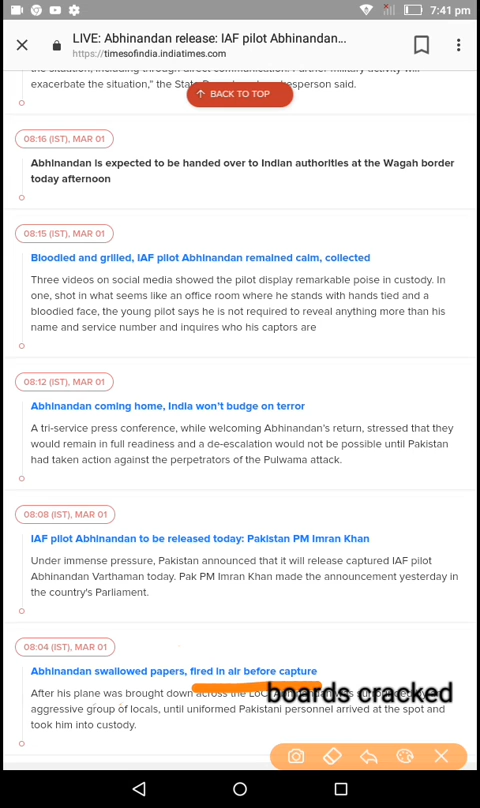 7:41 pm
LIVE: Abhinandan release: IAF pilot Abhinandan...
https://timesofindia.indiatimes.com
exacerbate the situation," the State
BACK TO TOP
said.
08:16 (IST), MAR 01
Abhinandan is expected to be handed over to Indian authorities at the Wagah border
today afternoon
08:15 (IST), MAR 01
Bloodied and grilled, IAF pilot Abhinandan remained calm, collected
Three videos on social media showed the pilot display remarkable poise in custody. In
one, shot in what seems like an office room where he stands with hands tied and a
bloodied face, the young pilot says he is not required to reveal anything more than his
name and service number and inquires who his captors are
08:12 (IST), MAR 01
Abhinandan coming home, India won't budge on terror
A tri-service press conference, while welcoming Abhinandan's return, stressed that they
would remain in full readiness and a de-escalation would not be possible until Pakistan
had taken action against the perpetrators of the Pulwama attack.
08:08 (IST), MAR 01
IAF pilot Abhinandan to be released today: Pakistan PM Imran Khan
Under immense pressure, Pakistan announced that it will release captured IAF pilot
Abhinandan Varthaman today. Pak PM Imran Khan made the announcement yesterday in
the country's Parliament.
08:04 (IST), MAR 01
Abhinandan swallowed papers, fired in air before capture
After his plane was brought down across the LoC,
boards cracked
aggressive group of locals, until uniformed Pakistani personnel arrived at the spot and
took him into custody.